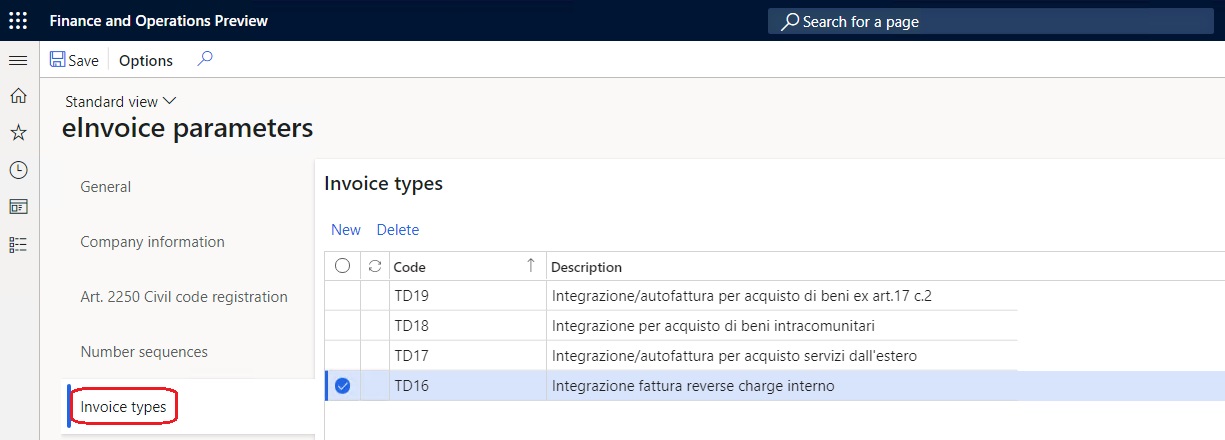 Finance and Operations Preview
Search for a page
Save
Options
Standard view
eInvoice parameters
General
Company information
Art. 2250 Civil code registration
Number sequences
Invoice types
Invoice types
New Delete
Code Description
TD19 Integrazione/autofattura per acquisto di beni ex art.17 c.2
TD18 Integrazione per acquisto di beni intracomunitari
TD17 Integrazione/autofattura per acquisto servizi dall'estero
TD16 Integrazione fattura reverse charge interno